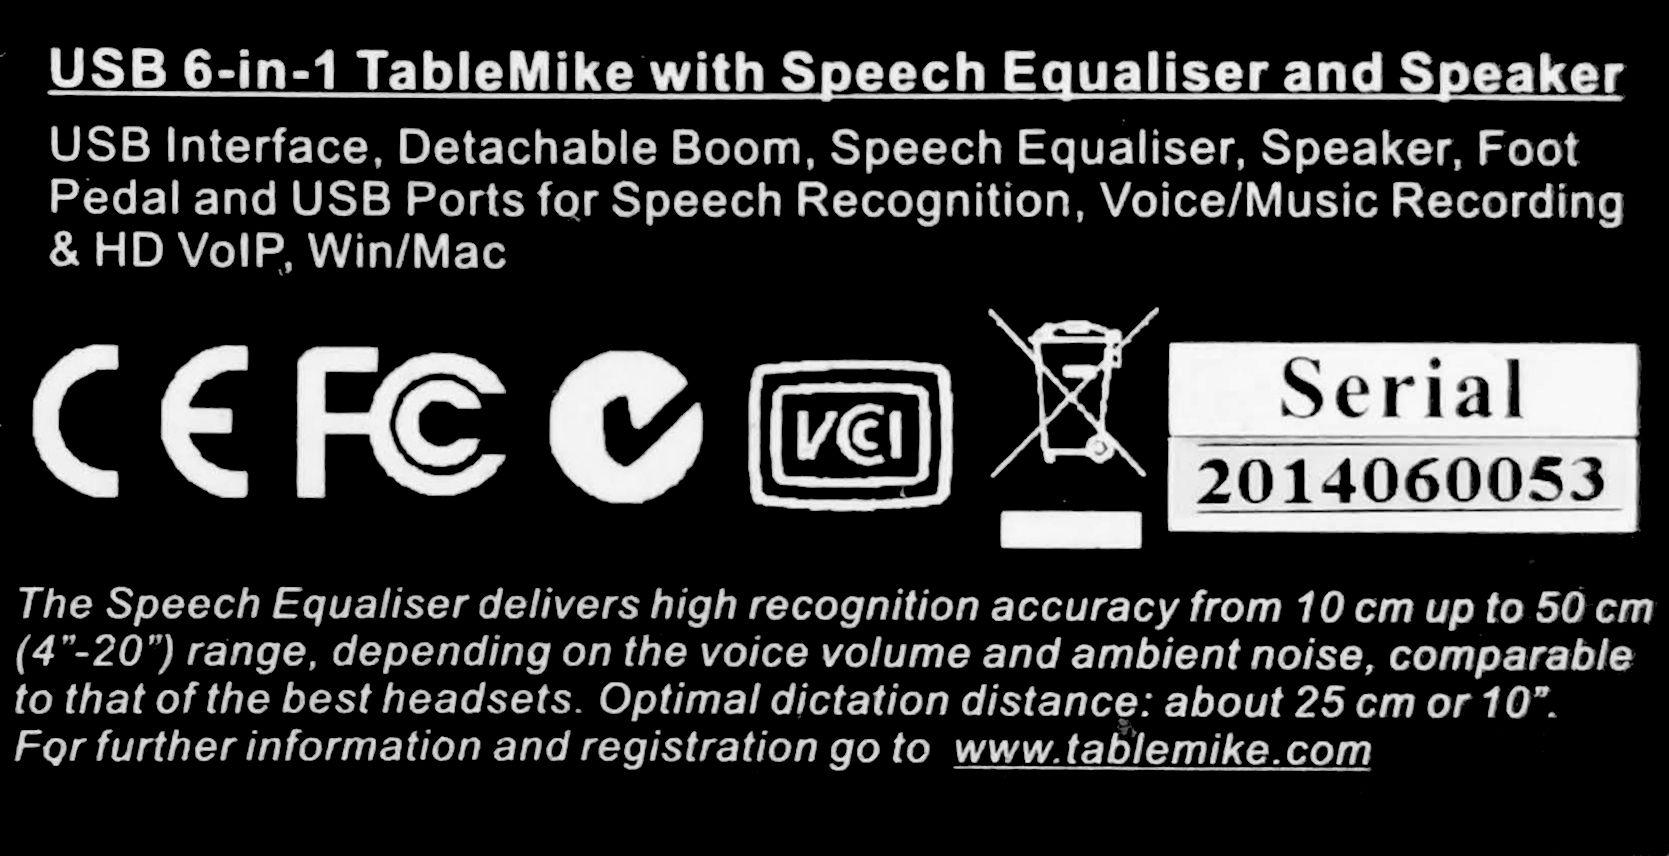 USB 6-in-1 TableMike with Speech Equaliser and Speaker
USB Interface, Detachable Boom, Speech Equaliser, Speaker, Foot
Pedal and USB Ports for Speech Recognition, Voice/Music Recording
& HD VoIP, Win/Mac
CE FC VCCI
Serial
2014060053
The Speech Equaliser delivers high recognition accuracy from 10 cm up to 50 cm
(4”-20”) range, depending on the voice volume and ambient noise, comparable
to that of the best headsets. Optimal dictation distance: about 25 cm or 10”.
For further information and registration go to www.tablemike.com